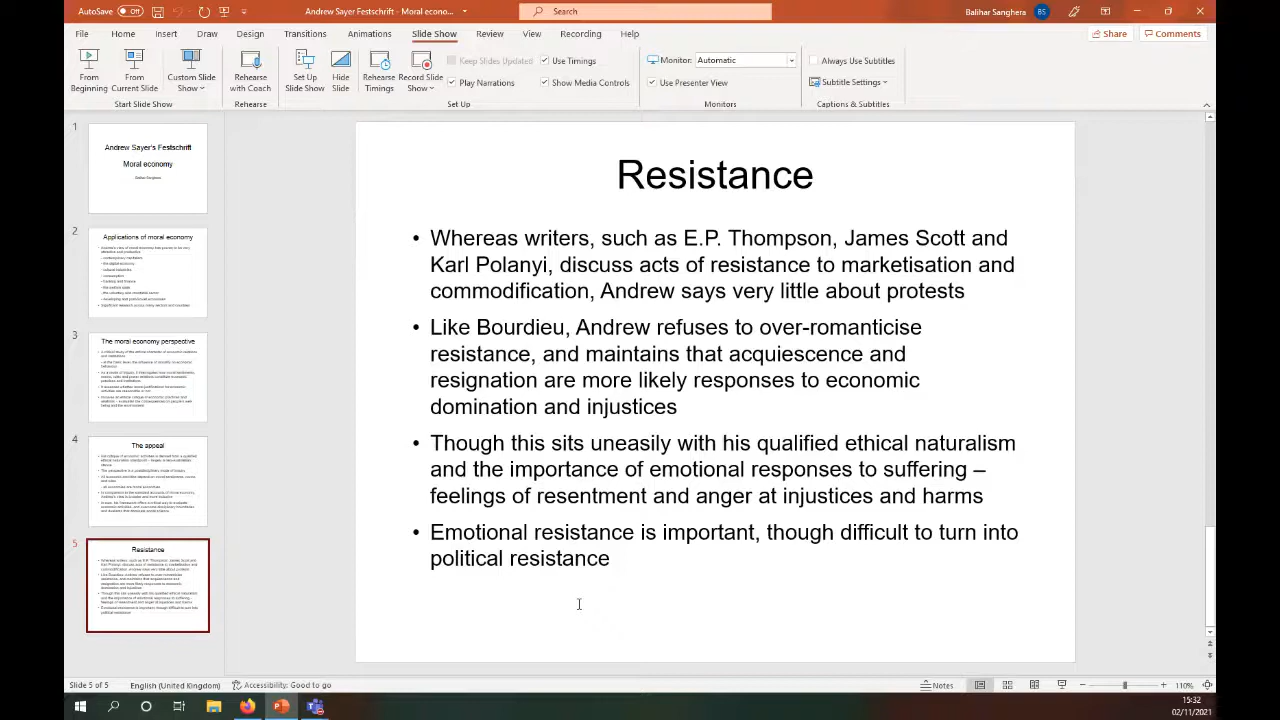 AutoSave Off
Andrew Sayer Festschrift - Moral econo...
Search
Balihar Sanghera BS
File Home Insert Draw Design Transitions Animations Slide Show Review View Recording Help
Share Comments
From Beginning
From Current Slide
Custom Slide Show
Start Slide Show
Rehearse with Coach
Rehearse
Set Up Slide Show
Hide Slide
Rehearse Timings
Record Slide Show
Keep Slides Updated
Play Narrations
Use Timings
Show Media Controls
Set Up
Monitor: Automatic
Use Presenter View
Monitors
Always Use Subtitles
Subtitle Settings
Captions & Subtitles
1
Andrew Sayer's Festschrift
Moral economy
Balihar Sanghera
2
Applications of moral economy
3
The moral economy perspective
4
The appeal
5
Resistance
Resistance
• Whereas writers, such as E.P. Thompson, James Scott and
Karl Polanyi, discuss acts of resistance to marketisation and
commodification, Andrew says very little about protests
• Like Bourdieu, Andrew refuses to over-romanticise
resistance, and maintains that acquiescence and
resignation are more likely responses to economic
domination and injustices
• Though this sits uneasily with his qualified ethical naturalism
and the importance of emotional responses to suffering –
feelings of resentment and anger at injustices and harms
• Emotional resistance is important, though difficult to turn into
political resistance
Slide 5 of 5 English (United Kingdom) Accessibility: Good to go
Notes
110%
15:32
02/11/2021